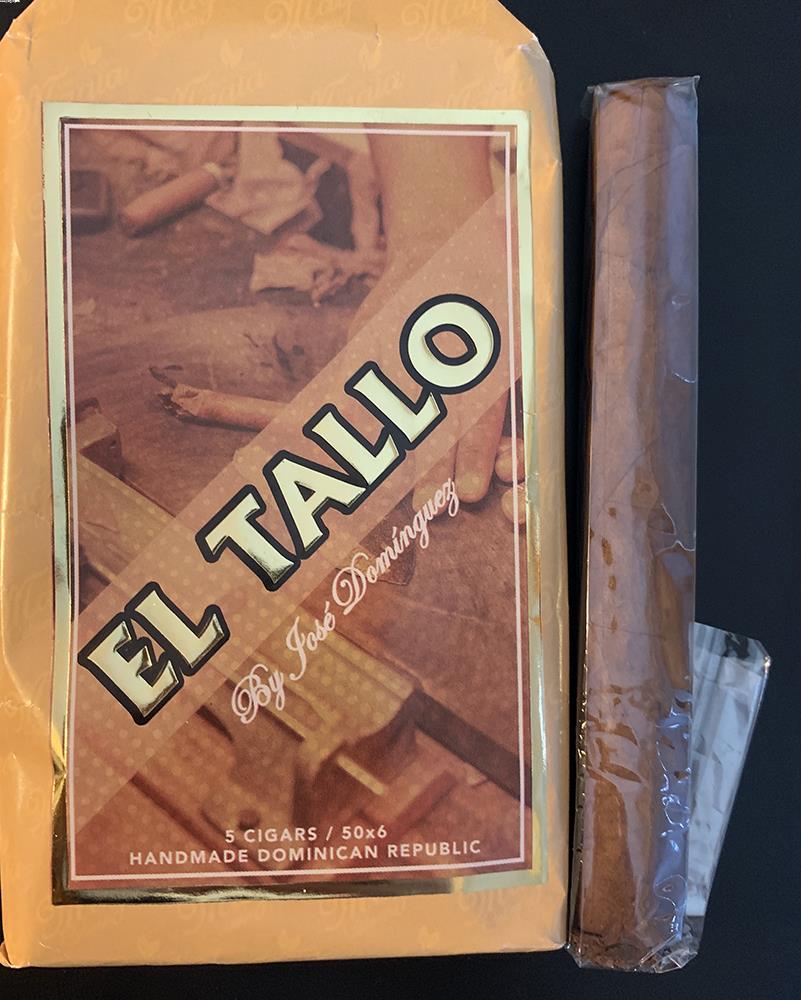 EL TALLO
By José Domínguez
5 CIGARS / 50x6
HANDMADE DOMINICAN REPUBLIC